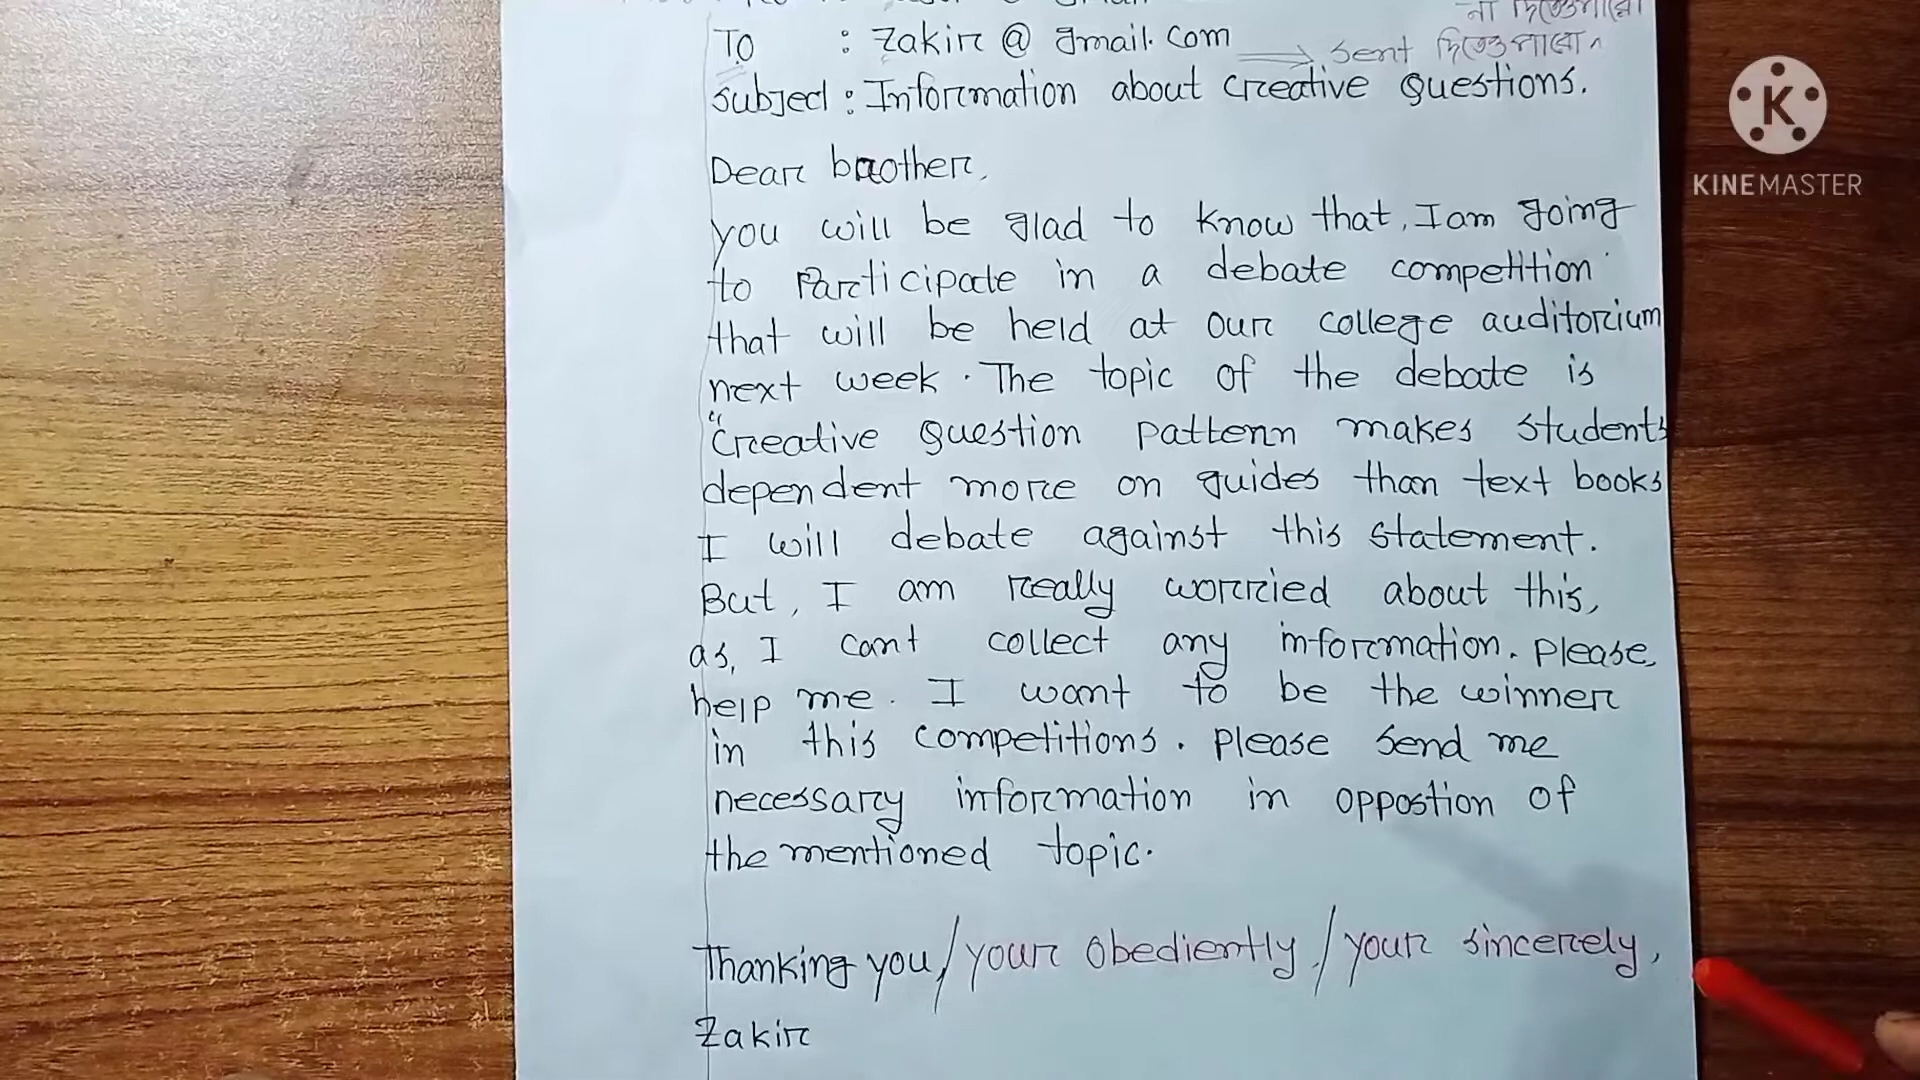 না দিতেও পারো
To : Zakir @ gmail.com → sent দিতেও পারো।
Subject : Information about creative questions.
Dear brother,
you will be glad to know that, I am going
to participate in a debate competition
that will be held at our college auditorium
next week. The topic of the debate is
"creative question pattern makes students
dependent more on guides than text books
I will debate against this statement.
But, I am really worried about this,
as, I cant collect any information. please,
help me. I want to be the winner
in this competitions. please send me
necessary information in oppostion of
the mentioned topic.
Thanking you,/your obediently,/your sincerely,
Zakir
K
KINEMASTER